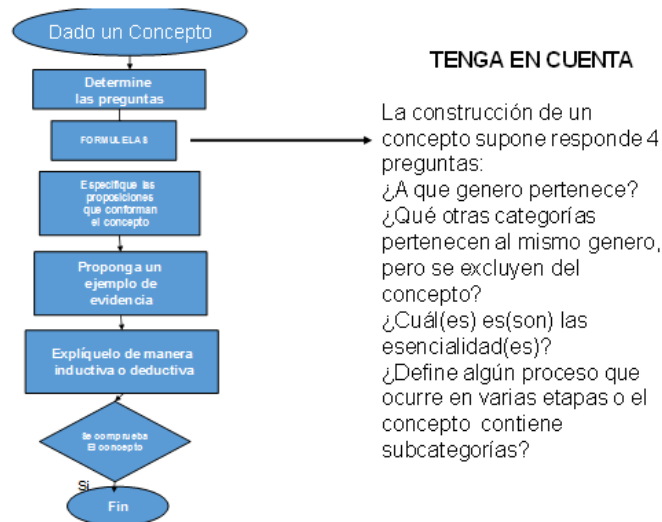 Dado un Concepto
Determine
las preguntas
FORMULELAS
Especifique las
proposiciones
que conforman
el concepto
Proponga un
ejemplo de
evidencia
Explíquelo de manera
inductiva o deductiva
Se comprueba
El concepto
Si
Fin
TENGA EN CUENTA
La construcción de un
concepto supone responde 4
preguntas:
¿A que genero pertenece?
¿Qué otras categorías
pertenecen al mismo genero,
pero se excluyen del
concepto?
¿Cuál(es) es(son) las
esencialidad(es)?
¿Define algún proceso que
ocurre en varias etapas o el
concepto contiene
subcategorías?